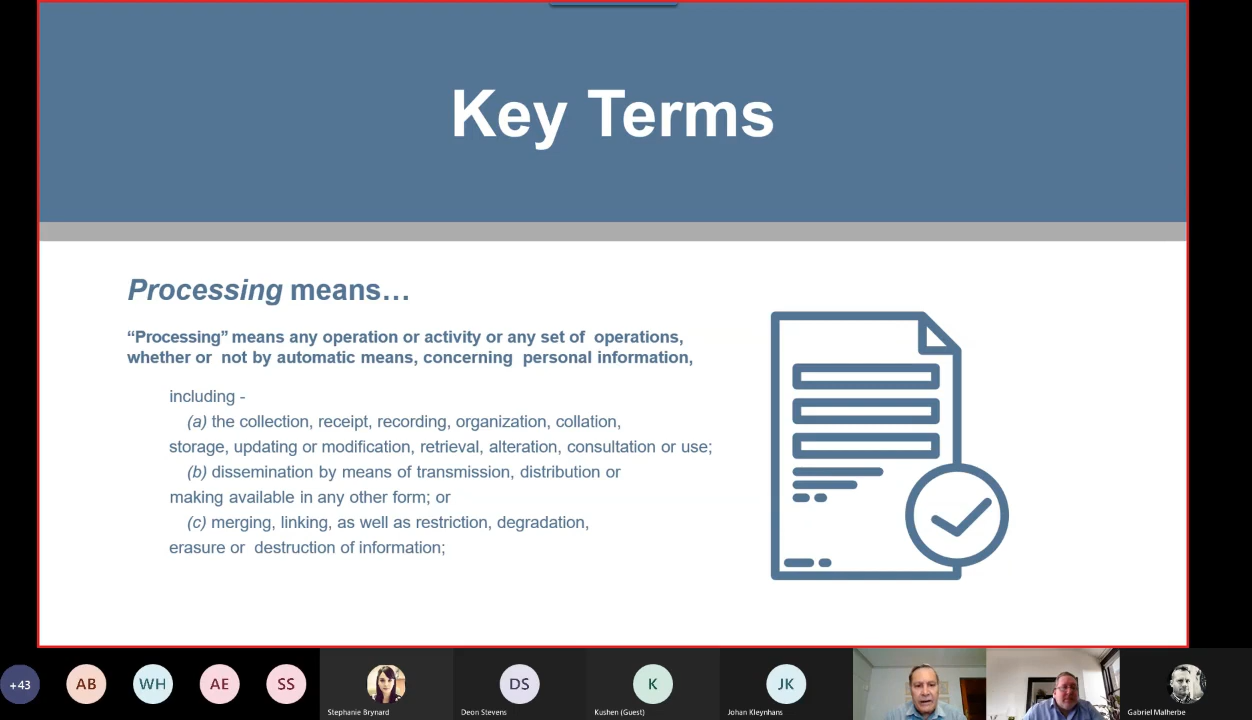 Key Terms
Processing means…
“Processing” means any operation or activity or any set of operations,
whether or not by automatic means, concerning personal information,
including -
(a) the collection, receipt, recording, organization, collation,
storage, updating or modification, retrieval, alteration, consultation or use;
(b) dissemination by means of transmission, distribution or
making available in any other form; or
(c) merging, linking, as well as restriction, degradation,
erasure or destruction of information;
+43
AB
WH
AE
SS
DS
K
JK
Stephanie Brynard
Deon Stevens
Kushen (Guest)
Johan Kleynhans
Gabriel Malherbe